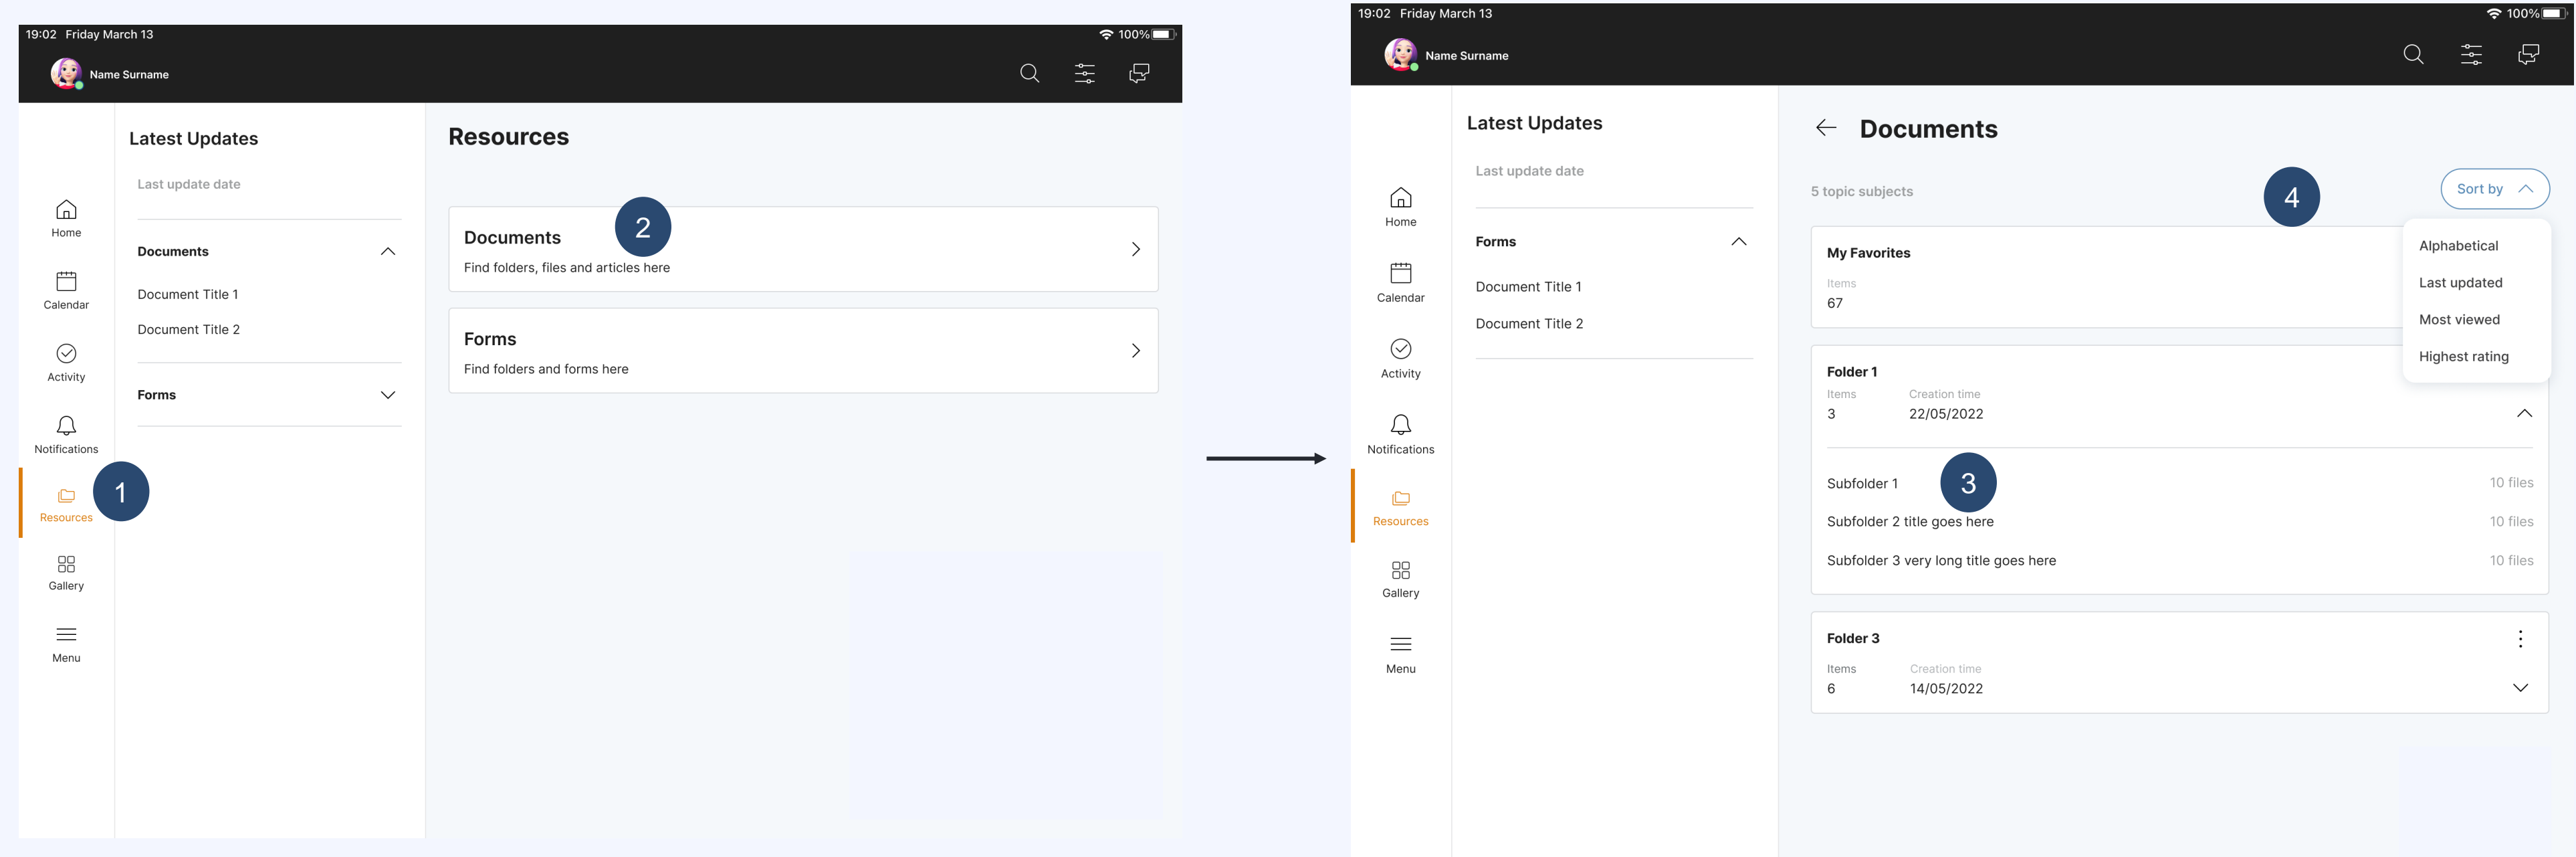 19:02 Friday March 13
100%
Name Surname
Home
Calendar
Activity
Notifications
Resources
1
Gallery
Menu
Latest Updates
Last update date
Documents
Document Title 1
Document Title 2
Forms
Resources
Documents
2
Find folders, files and articles here
Forms
Find folders and forms here
19:02 Friday March 13
100%
Name Surname
Home
Calendar
Activity
Notifications
Resources
Gallery
Menu
Latest Updates
Last update date
Forms
Document Title 1
Document Title 2
Documents
5 topic subjects
4
Sort by
Alphabetical
Last updated
Most viewed
Highest rating
My Favorites
Items
67
Folder 1
Items Creation time
3 22/05/2022
Subfolder 1 10 files
3
Subfolder 2 title goes here 10 files
Subfolder 3 very long title goes here 10 files
Folder 3
Items Creation time
6 14/05/2022